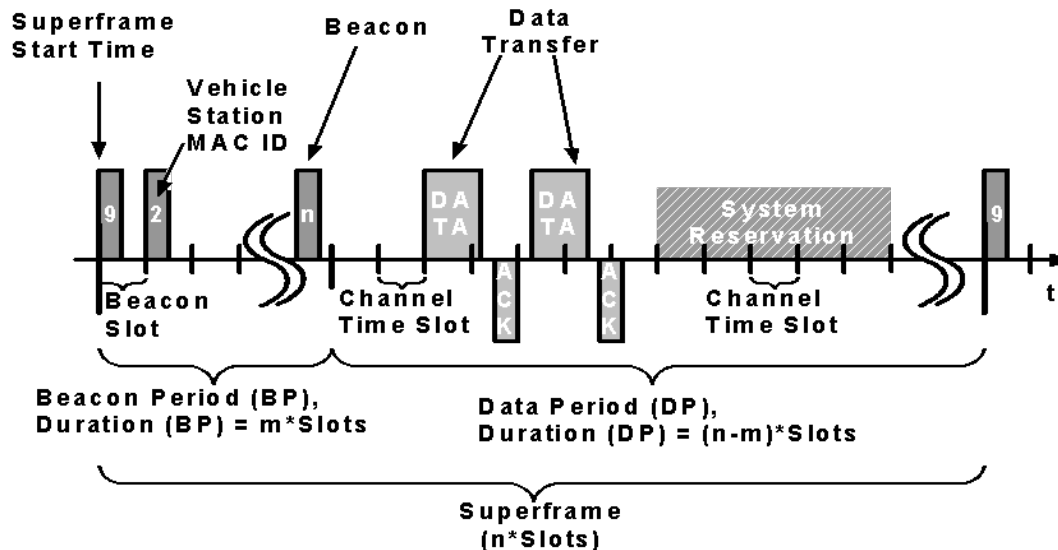 Superframe
Start Time
Beacon
Data
Transfer
Vehicle
Station
MAC ID
9
2
n
DA
TA
DA
TA
System
Reservation
9
Beacon
Slot
Channel
Time Slot
ACK
ACK
Channel
Time Slot
t
Beacon Period (BP),
Duration (BP) = m*Slots
Data Period (DP),
Duration (DP) = (n-m)*Slots
Superframe
(n*Slots)